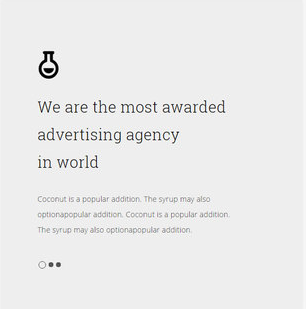 We are the most awarded
advertising agency
in world
Coconut is a popular addition. The syrup may also
optionapopular addition. Coconut is a popular addition.
The syrup may also optionapopular addition.